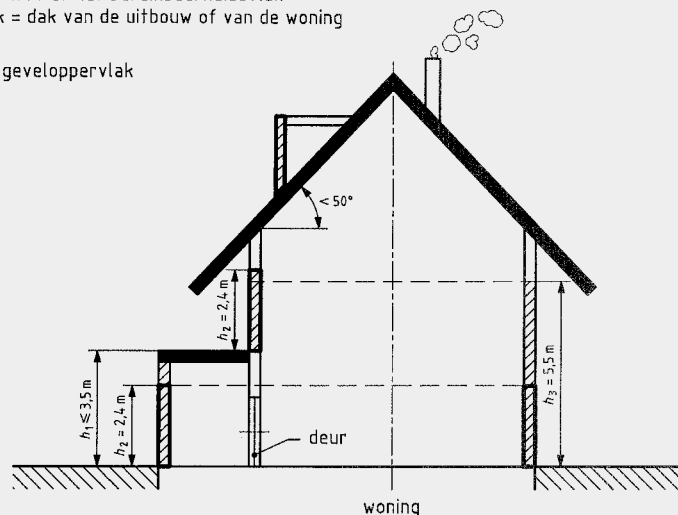 k = dak van de uitbouw of van de woning
geveloppervlak
< 50°
h₂ = 2,4 m
h₁ ≤ 3,5 m
h₂ = 2,4 m
h₃ = 5,5 m
deur
woning